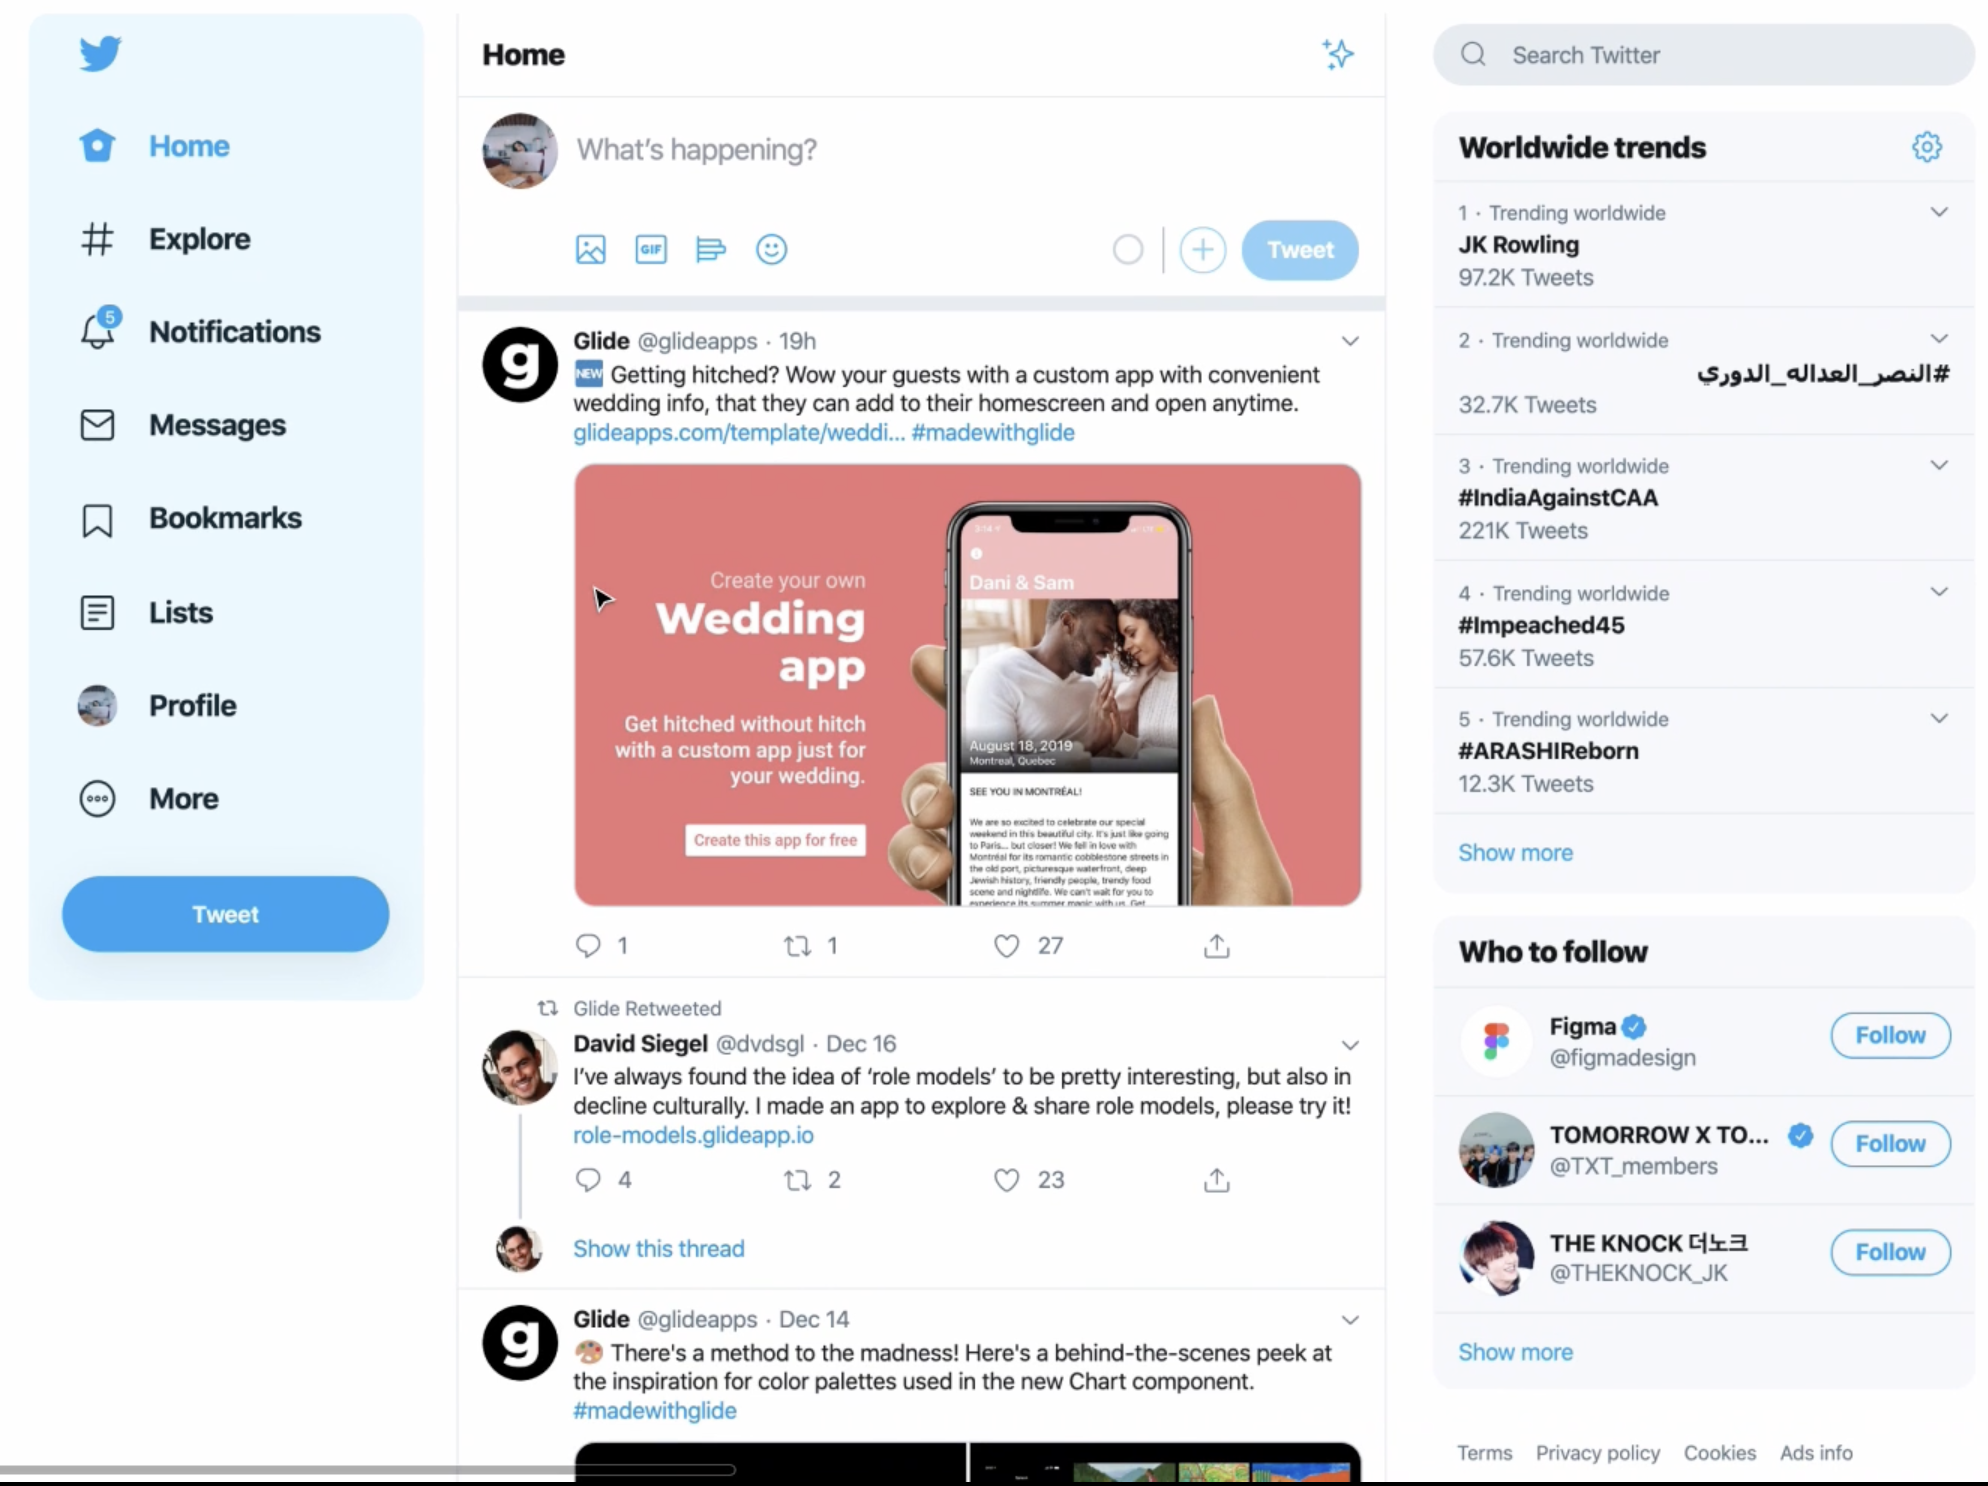 Home
Explore
5
Notifications
Messages
Bookmarks
Lists
Profile
More
Tweet
Home
What's happening?
GIF
Tweet
Glide @glideapps · 19h
NEW Getting hitched? Wow your guests with a custom app with convenient
wedding info, that they can add to their homescreen and open anytime.
glideapps.com/template/weddi... #madewithglide
Create your own
Wedding
app
Get hitched without hitch
with a custom app just for
your wedding.
Create this app for free
3:14
Dani & Sam
August 18, 2019
Montreal, Quebec
SEE YOU IN MONTRÉAL!
We are so excited to celebrate our special
weekend in this beautiful city. It's just like going
to Paris... but closer! We fell in love with
Montréal for its romantic cobblestone streets in
the old port, picturesque waterfront, deep
Jewish history, friendly people, trendy food
scene and nightlife. We can't wait for you to
experience its summer magic with us. Get
1
1
27
Glide Retweeted
David Siegel @dvdsgl · Dec 16
I've always found the idea of 'role models' to be pretty interesting, but also in
decline culturally. I made an app to explore & share role models, please try it!
role-models.glideapp.io
4
2
23
Show this thread
Glide @glideapps · Dec 14
There's a method to the madness! Here's a behind-the-scenes peek at
the inspiration for color palettes used in the new Chart component.
#madewithglide
Search Twitter
Worldwide trends
1 · Trending worldwide
JK Rowling
97.2K Tweets
2 · Trending worldwide
#النصر_العداله_الدوري
32.7K Tweets
3 · Trending worldwide
#IndiaAgainstCAA
221K Tweets
4 · Trending worldwide
#Impeached45
57.6K Tweets
5 · Trending worldwide
#ARASHIReborn
12.3K Tweets
Show more
Who to follow
Figma
@figmadesign
Follow
TOMORROW X TO...
@TXT_members
Follow
THE KNOCK 더노크
@THEKNOCK_JK
Follow
Show more
Terms Privacy policy Cookies Ads info